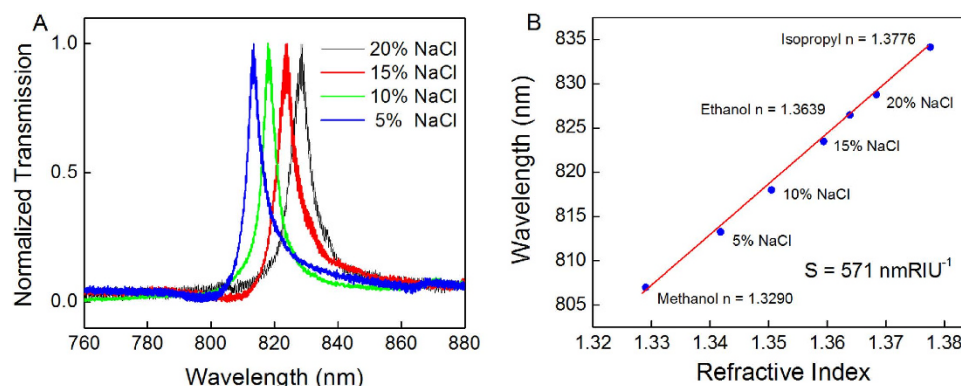 A
1.0
0.5
0.0
Normalized Transmission
20% NaCl
15% NaCl
10% NaCl
5% NaCl
760 780 800 820 840 860 880
Wavelength (nm)
B
835
830
825
820
815
810
805
Wavelength (nm)
Isopropyl n = 1.3776
20% NaCl
Ethanol n = 1.3639
15% NaCl
10% NaCl
5% NaCl
S = 571 nmRIU⁻¹
Methanol n = 1.3290
1.32 1.33 1.34 1.35 1.36 1.37 1.38
Refractive Index